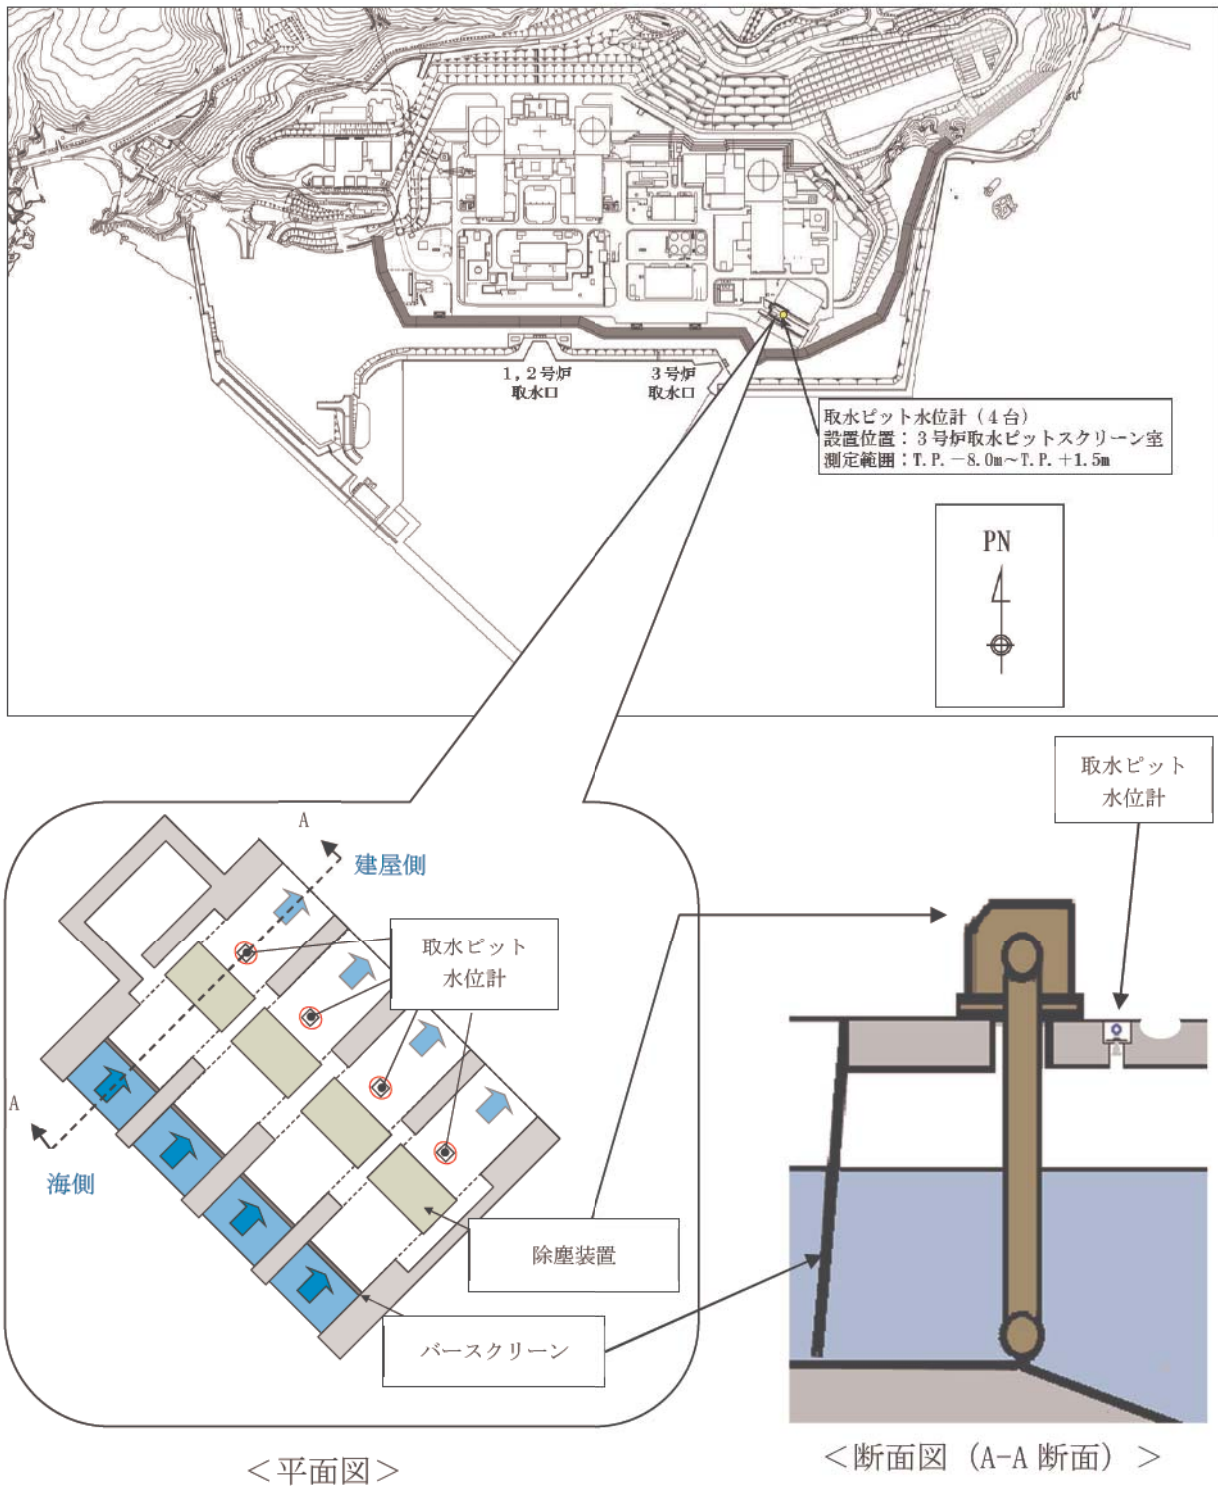 1,2号炉
取水口
3号炉
取水口
取水ピット水位計(4台)
設置位置:3号炉取水ピットスクリーン室
測定範囲:T.P.-8.0m~T.P.+1.5m
PN
取水ピット
水位計
A
建屋側
取水ピット
水位計
A
海側
除塵装置
バースクリーン
<平面図>
<断面図(A-A 断面)>